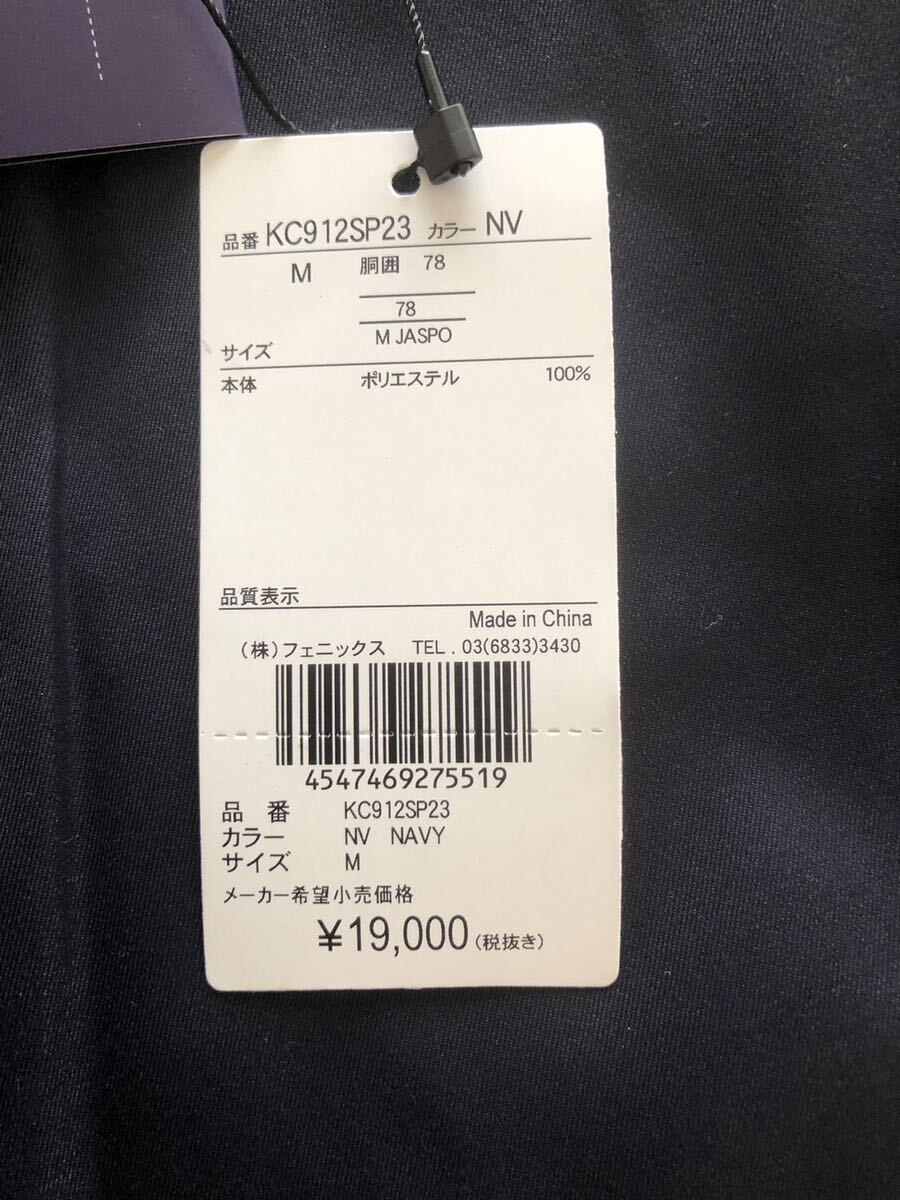 品番 KC912SP23 カラー NV
M 胴囲 78
78
M JASPO
サイズ
本体 ポリエステル 100%
品質表示
Made in China
(株)フェニックス TEL. 03(6833)3430
4547469275519
品 番 KC912SP23
カラー NV NAVY
サイズ M
メーカー希望小売価格
¥19,000(税抜き)